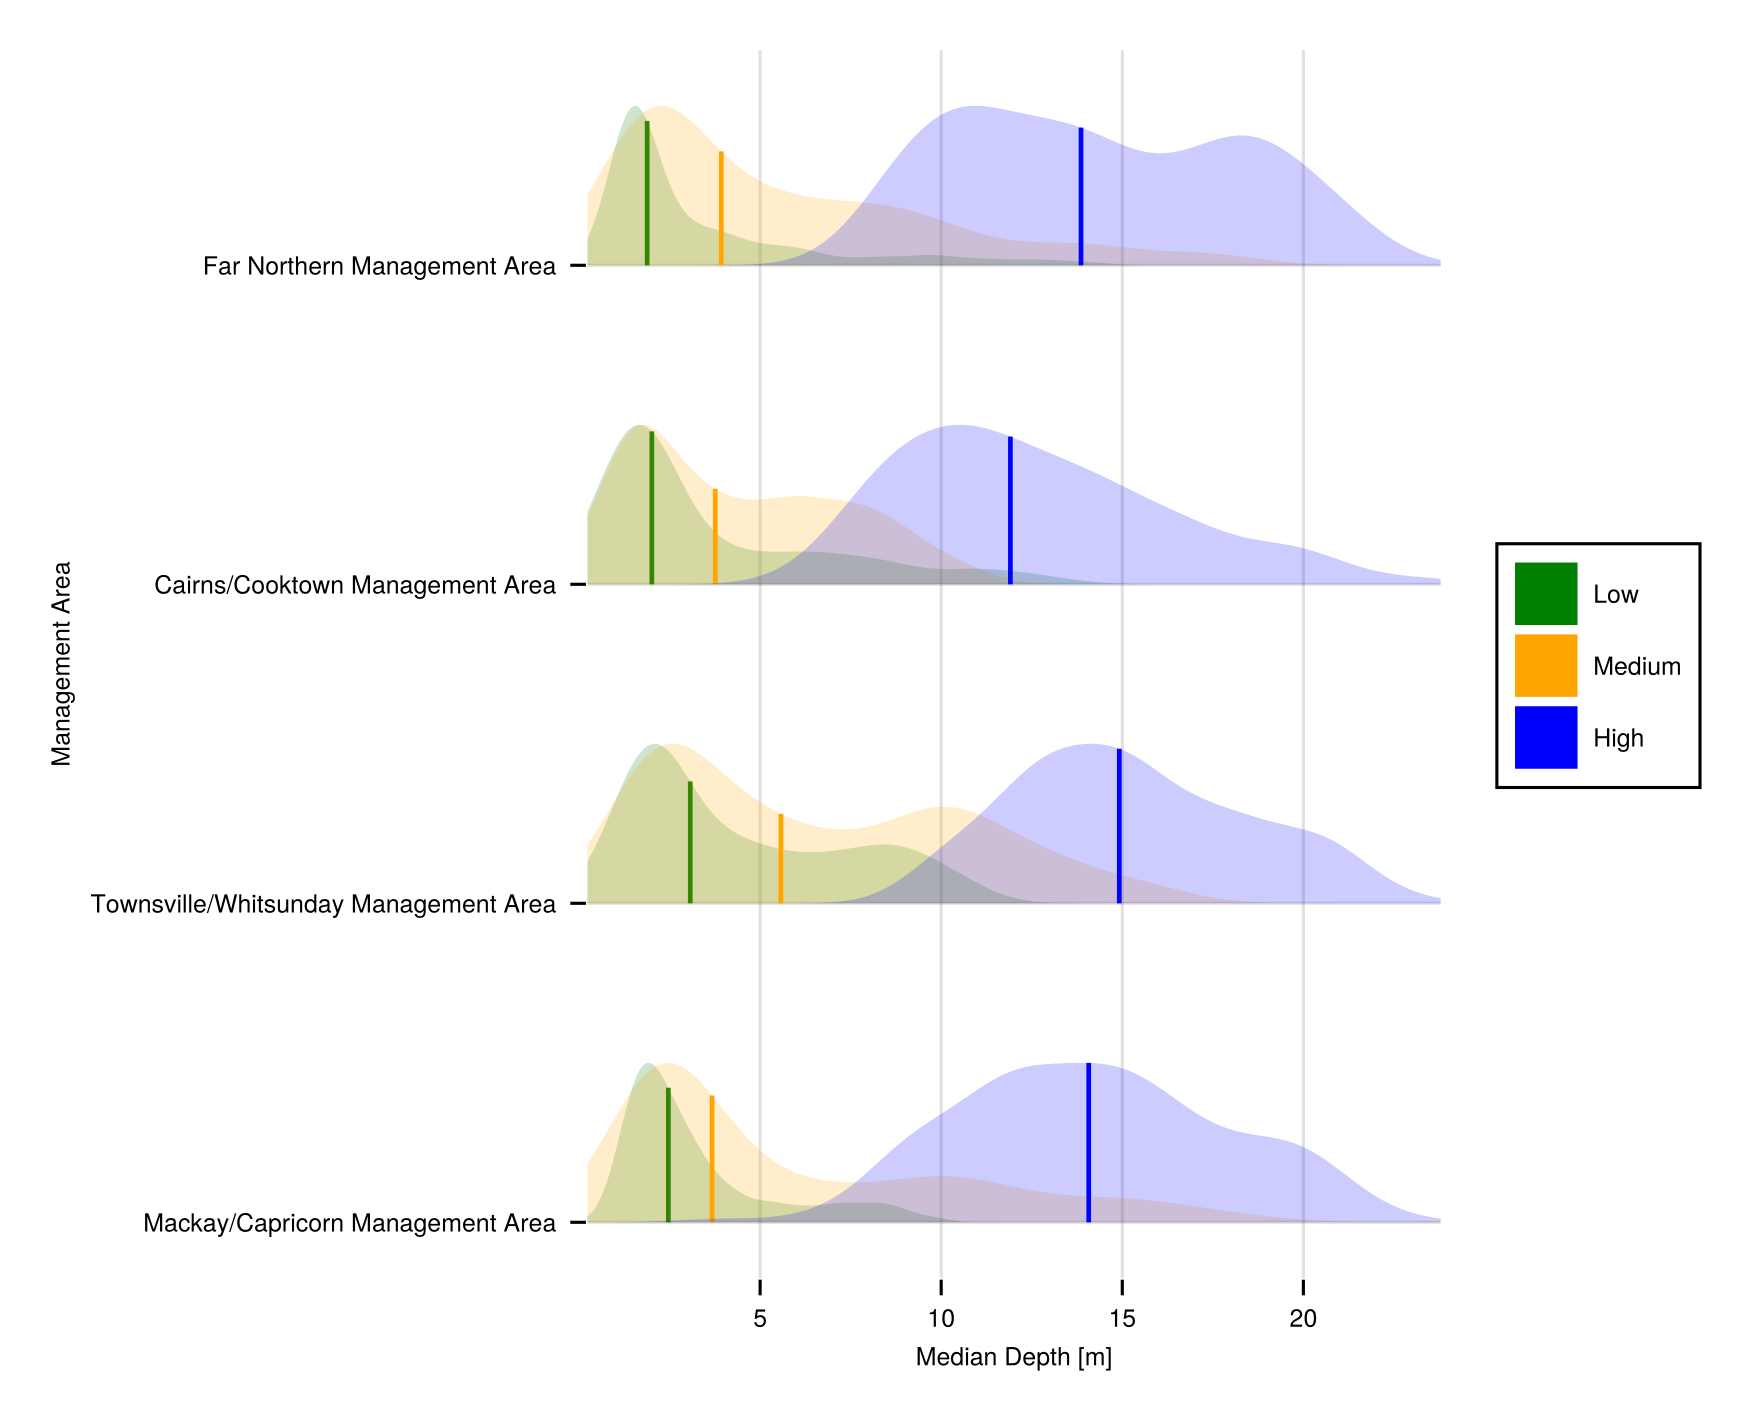 Far Northern Management Area
Cairns/Cooktown Management Area
Townsville/Whitsunday Management Area
Mackay/Capricorn Management Area
Management Area
5 10 15 20
Median Depth [m]
Low
Medium
High